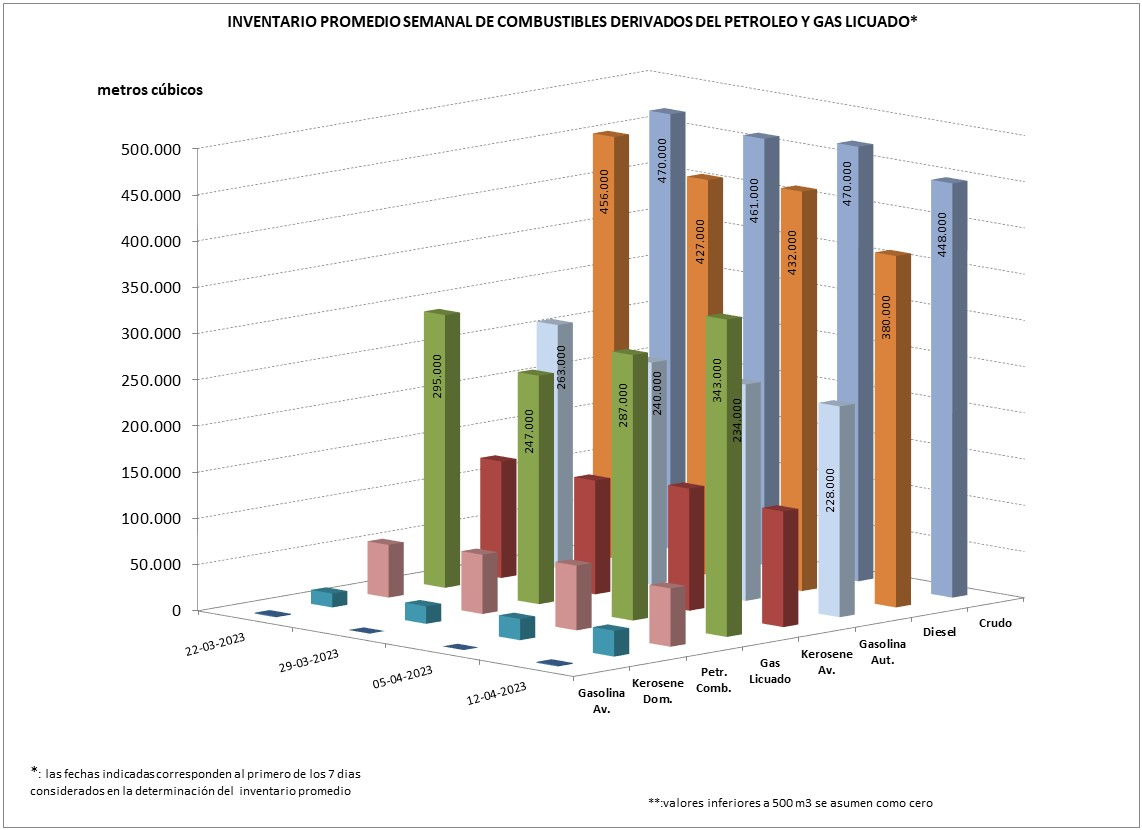 INVENTARIO PROMEDIO SEMANAL DE COMBUSTIBLES DERIVADOS DEL PETROLEO Y GAS LICUADO*
metros cúbicos
500.000
450.000
400.000
350.000
300.000
250.000
200.000
150.000
100.000
50.000
0
295.000
247.000
287.000
343.000
263.000
240.000
234.000
228.000
456.000
427.000
432.000
380.000
470.000
461.000
470.000
448.000
22-03-2023
29-03-2023
05-04-2023
12-04-2023
Gasolina
Av.
Kerosene
Dom.
Petr.
Comb.
Gas
Licuado
Kerosene
Av.
Gasolina
Aut.
Diesel
Crudo
*: las fechas indicadas corresponden al primero de los 7 dias
considerados en la determinación del inventario promedio
**:valores inferiores a 500 m3 se asumen como cero